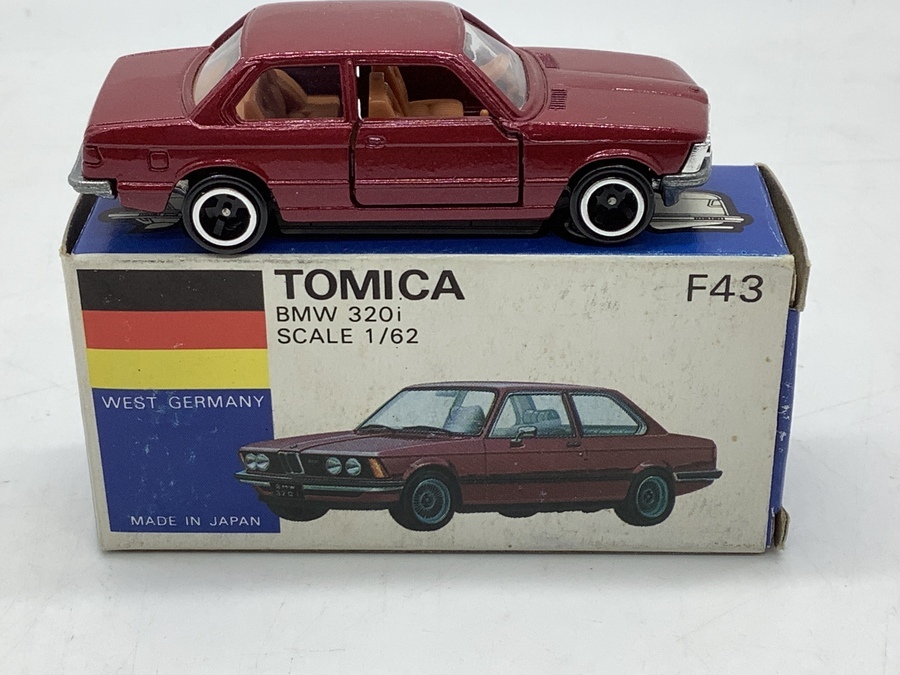 TOMICA
F43
BMW 320i
SCALE 1/62
WEST GERMANY
MADE IN JAPAN